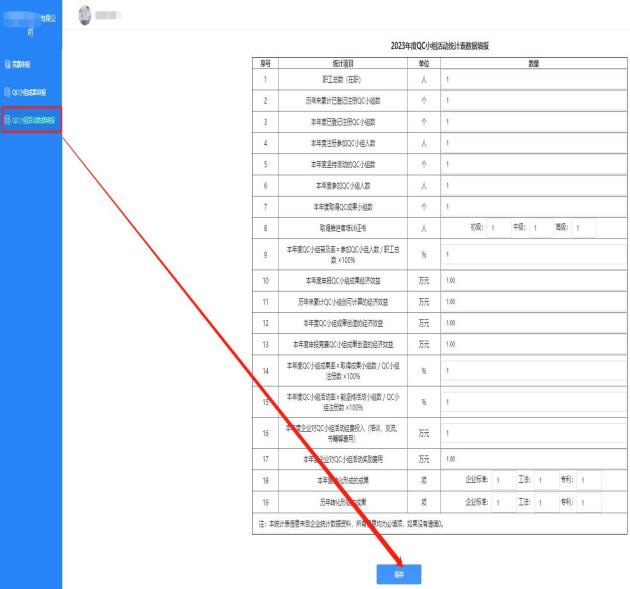 有限公
司
竞赛申报
QC小组成果申报
QC小组活动数据填报
2023年度QC小组活动统计表数据填报
序号 统计项目 单位 数量
1 职工总数（在职） 人 1
2 历年来累计已登记注册QC小组数 个 1
3 本年度已登记注册QC小组数 个 1
4 本年度注册参加QC小组人数 人 1
5 本年度坚持活动的QC小组数 个 1
6 本年度参加QC小组人数 人 1
7 本年度取得QC成果小组数 个 1
8 取得推进者培训证书 人 初级： 1 中级： 1 高级： 1
9 本年度QC小组普及率＝参加QC小组人数 / 职工总
数 ×100% % 1
10 本年度申报QC小组成果经济效益 万元 1.00
11 历年来累计QC小组创可计算的经济效益 万元 1.00
12 本年度QC小组成果创造的经济效益 万元 1.00
13 本年度申报竞赛QC小组成果创造的经济效益 万元 1.00
14 本年度QC小组成果率＝取得成果小组数 / QC小组
注册数 ×100% % 1
15 本年度QC小组活动率＝能坚持活动小组数 / QC小
组注册数 ×100% % 1
16 本年度企业对QC小组活动经费投入（培训、交流、
书籍等费用） 万元 1
17 本年度企业对QC小组活动奖励费用 万元 1.00
18 本年度转化形成的成果 项 企业标准： 1 工法： 1 专利： 1
19 历年转化形成的成果 项 企业标准： 1 工法： 1 专利： 1
注：本统计表信息来自企业统计数据资料，所有信息均为必填项，如果没有请填0。
保存